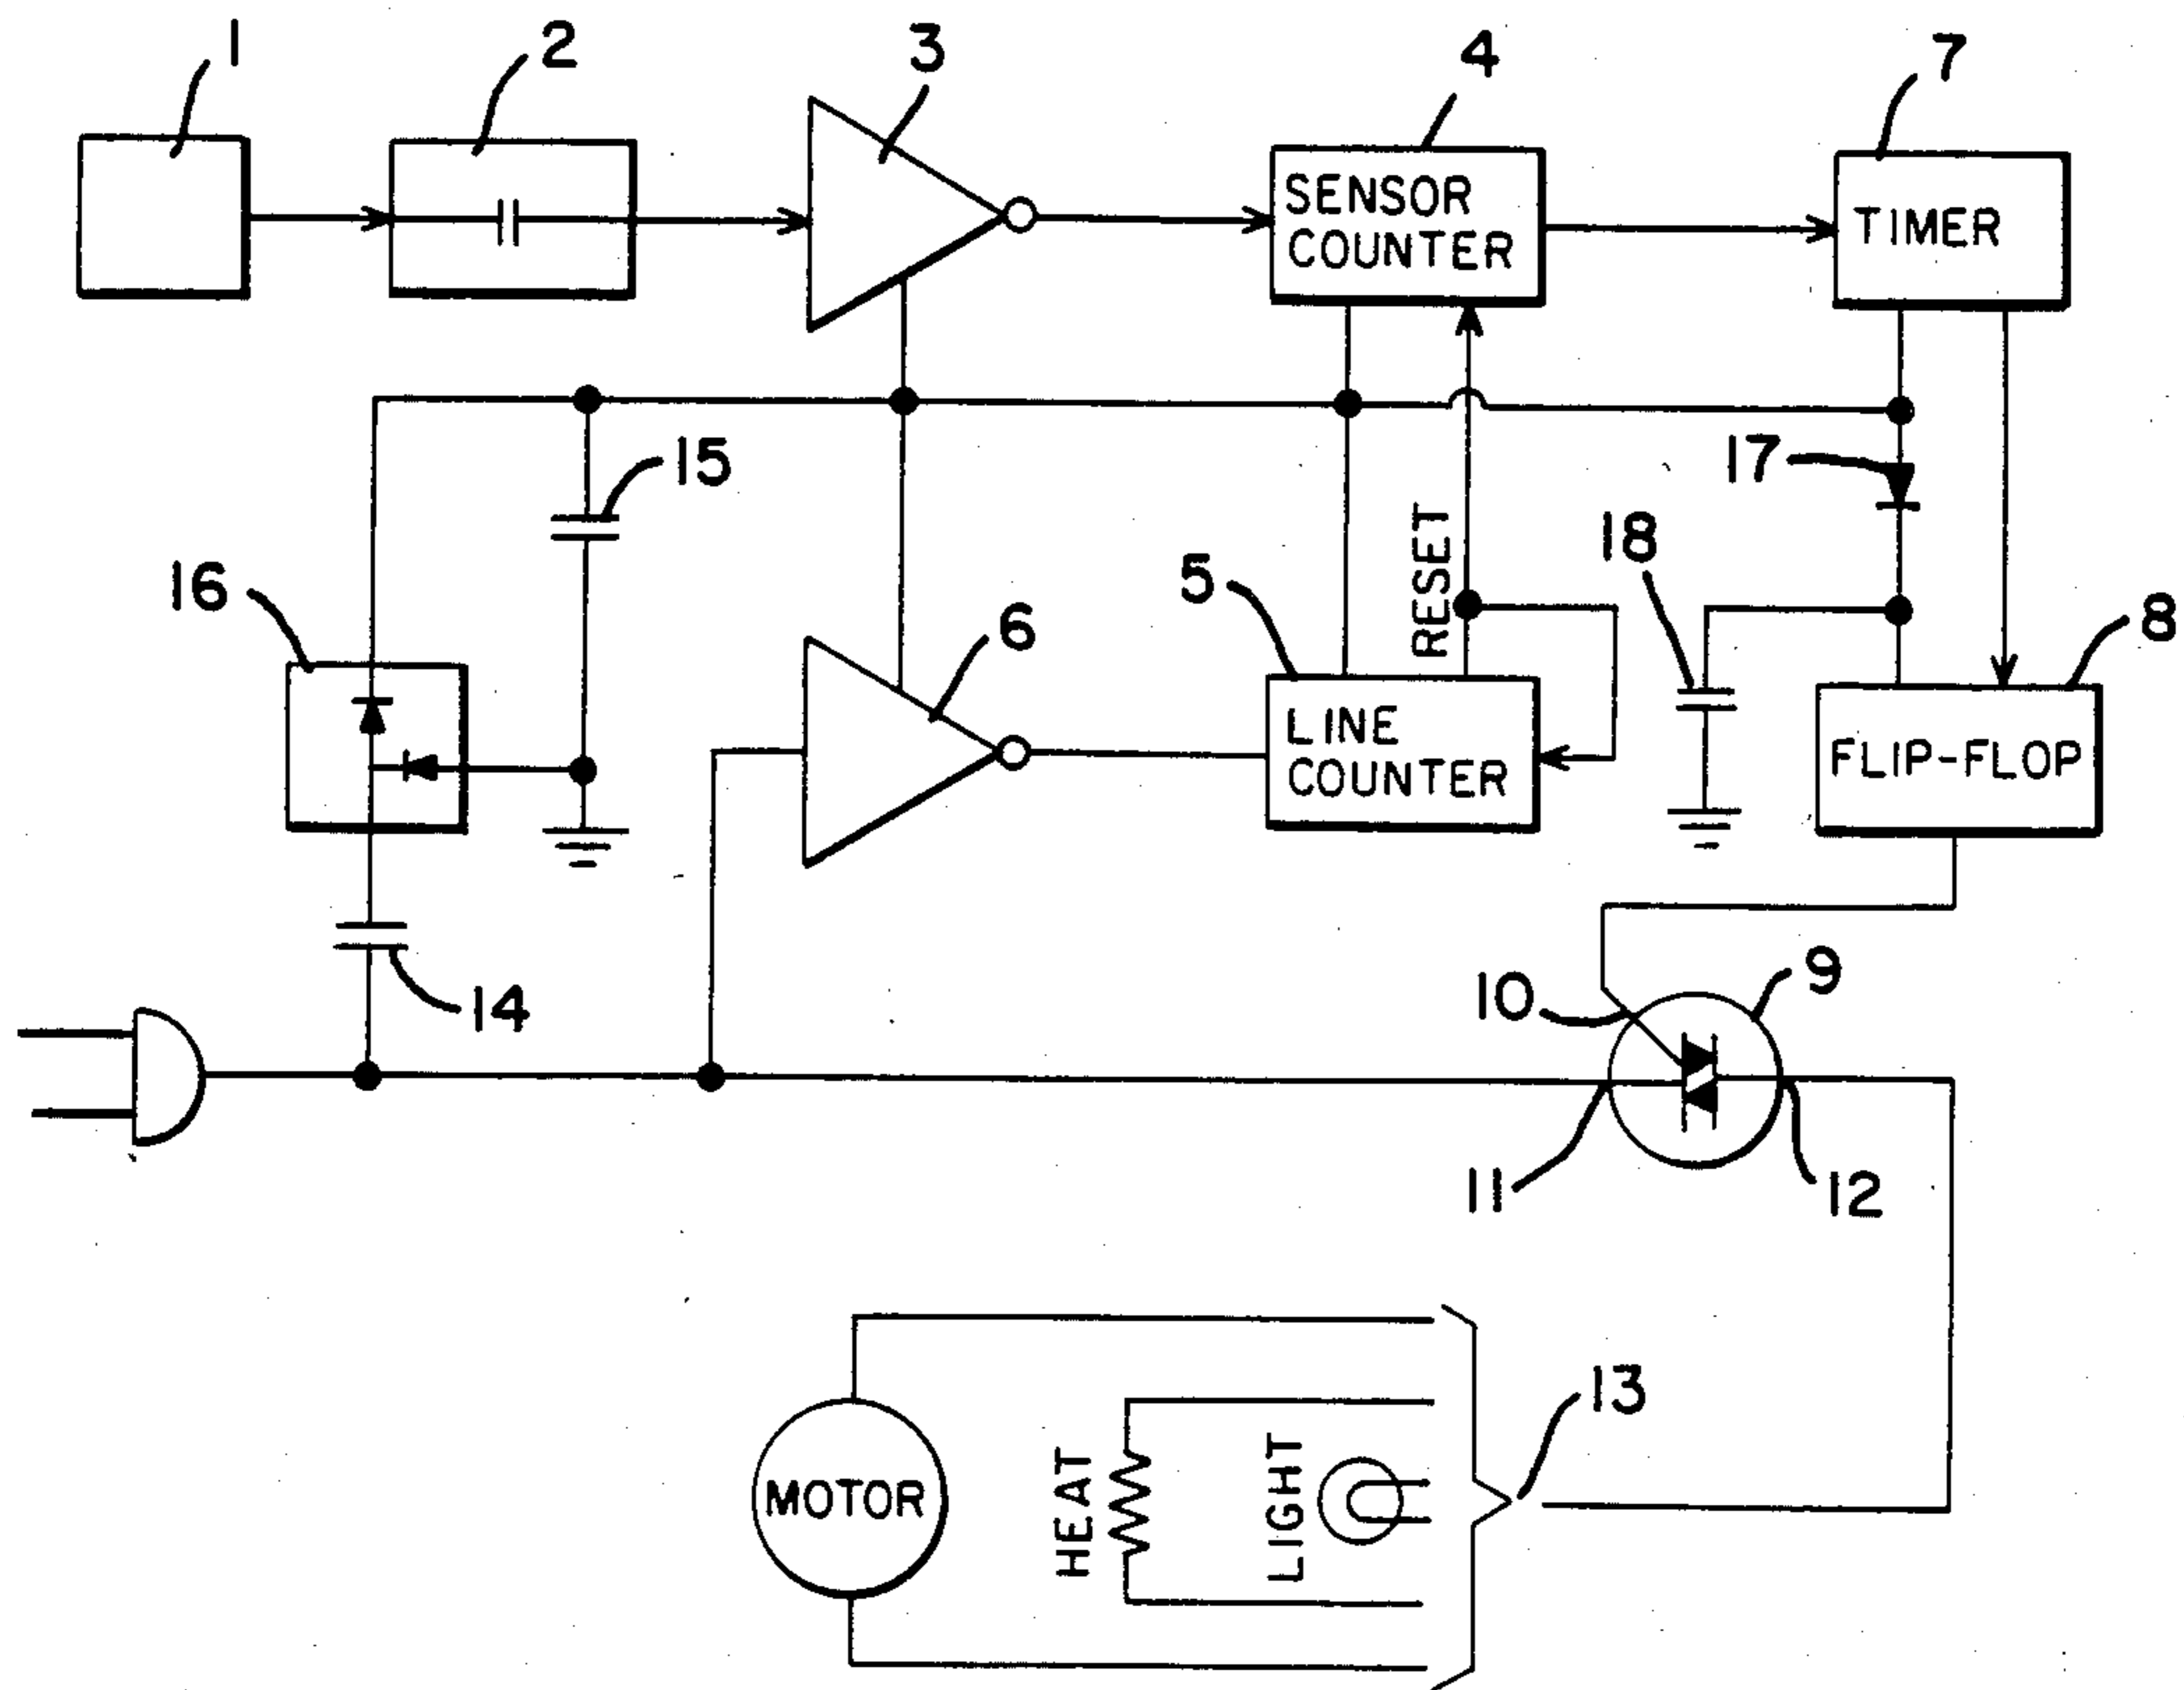 1
2
3
4
7
SENSOR
COUNTER
TIMER
15
17
18
RESET
16
5
6
8
LINE
COUNTER
FLIP-FLOP
14
10
9
11
12
13
MOTOR
HEAT
LIGHT